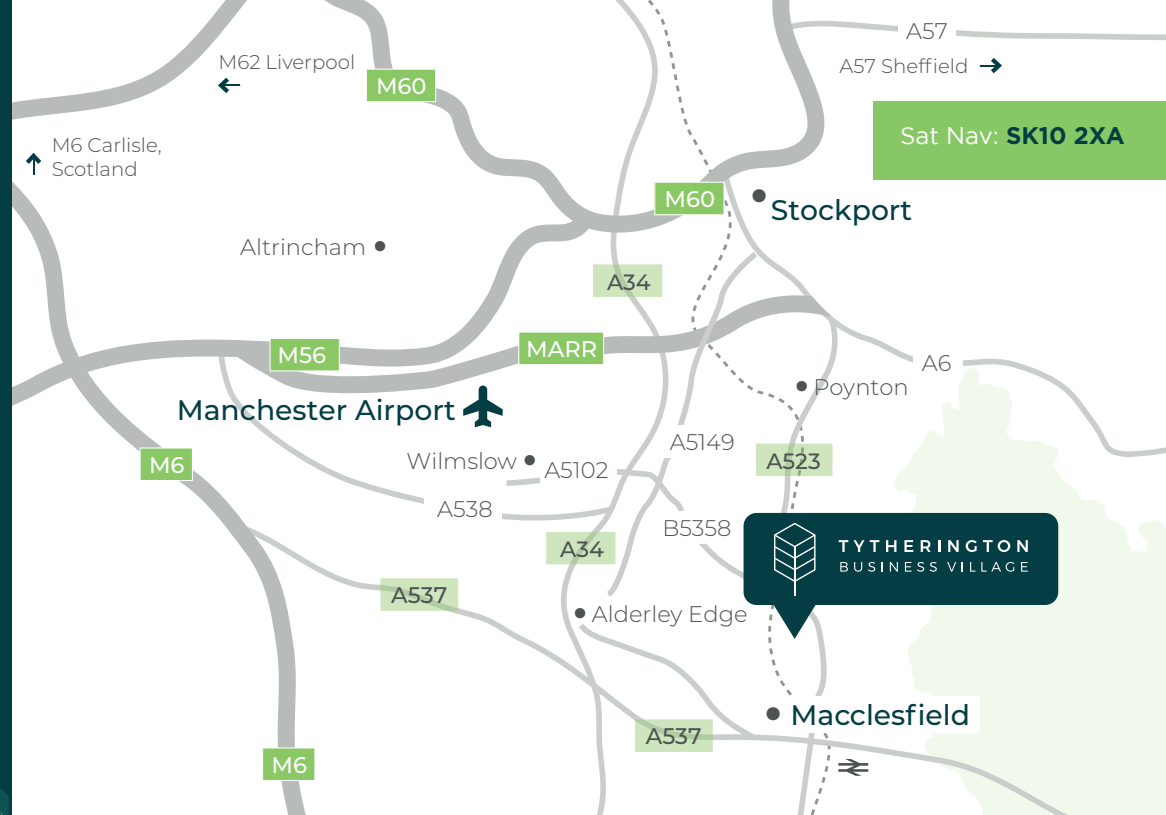 A57
M62 Liverpool
A57 Sheffield
M60
Sat Nav: SK10 2XA
M6 Carlisle,
Scotland
M60
Stockport
Altrincham
A34
M56
MARR
A6
Poynton
Manchester Airport
A5149
M6
Wilmslow
A5102
A523
A538
B5358
A34
TYTHERINGTON
BUSINESS VILLAGE
A537
Alderley Edge
Macclesfield
A537
M6